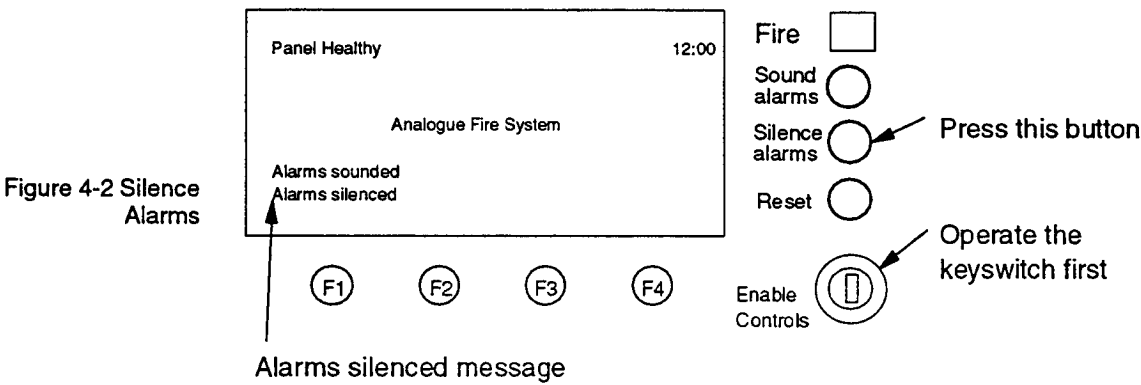 Figure 4-2 Silence
Alarms
Panel Healthy 12:00
Analogue Fire System
Alarms sounded
Alarms silenced
F1 F2 F3 F4
Alarms silenced message
Fire
Sound
alarms
Silence
alarms
Press this button
Reset
Operate the
keyswitch first
Enable
Controls